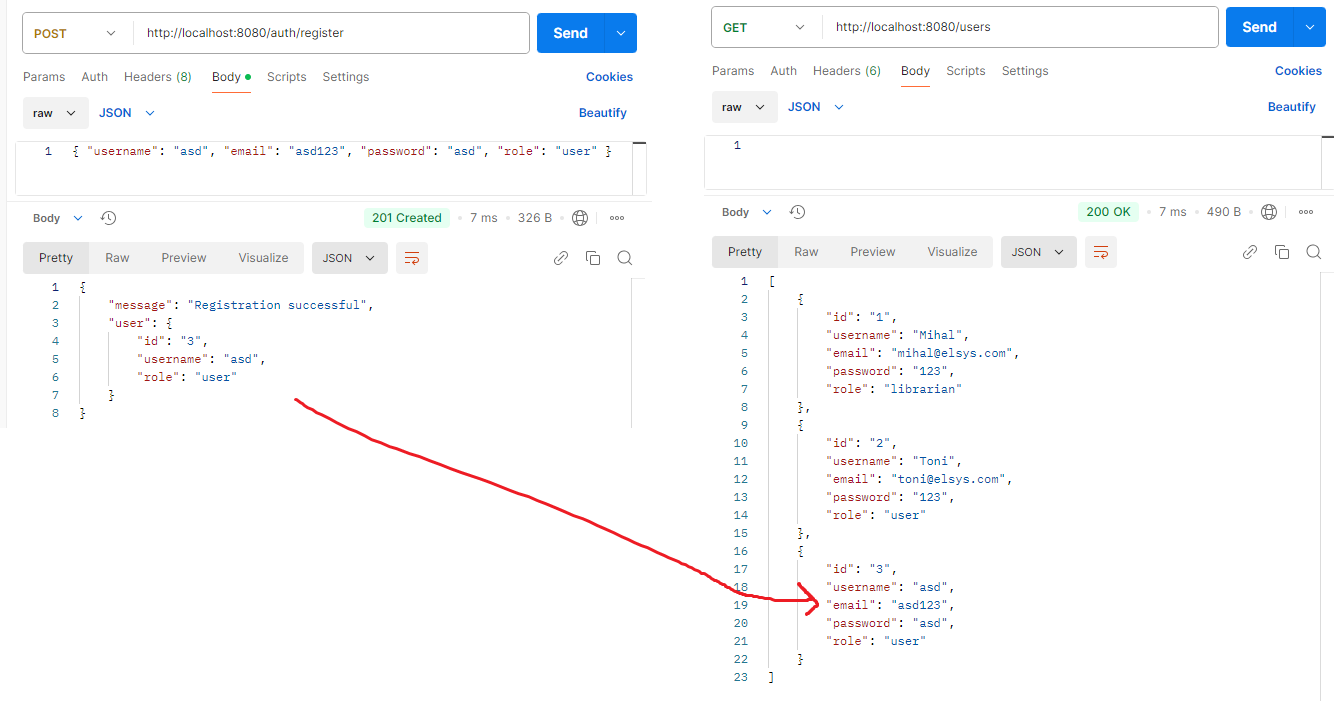 POST http://localhost:8080/auth/register Send
Params Auth Headers (8) Body Scripts Settings Cookies
raw JSON Beautify
1 { "username": "asd", "email": "asd123", "password": "asd", "role": "user" }
Body 201 Created 7 ms 326 B
Pretty Raw Preview Visualize JSON
1 {
2 "message": "Registration successful",
3 "user": {
4 "id": "3",
5 "username": "asd",
6 "role": "user"
7 }
8 }
GET http://localhost:8080/users Send
Params Auth Headers (6) Body Scripts Settings Cookies
raw JSON Beautify
1
Body 200 OK 7 ms 490 B
Pretty Raw Preview Visualize JSON
1 [
2 {
3 "id": "1",
4 "username": "Mihal",
5 "email": "mihal@elsys.com",
6 "password": "123",
7 "role": "librarian"
8 },
9 {
10 "id": "2",
11 "username": "Toni",
12 "email": "toni@elsys.com",
13 "password": "123",
14 "role": "user"
15 },
16 {
17 "id": "3",
18 "username": "asd",
19 "email": "asd123",
20 "password": "asd",
21 "role": "user"
22 }
23 ]